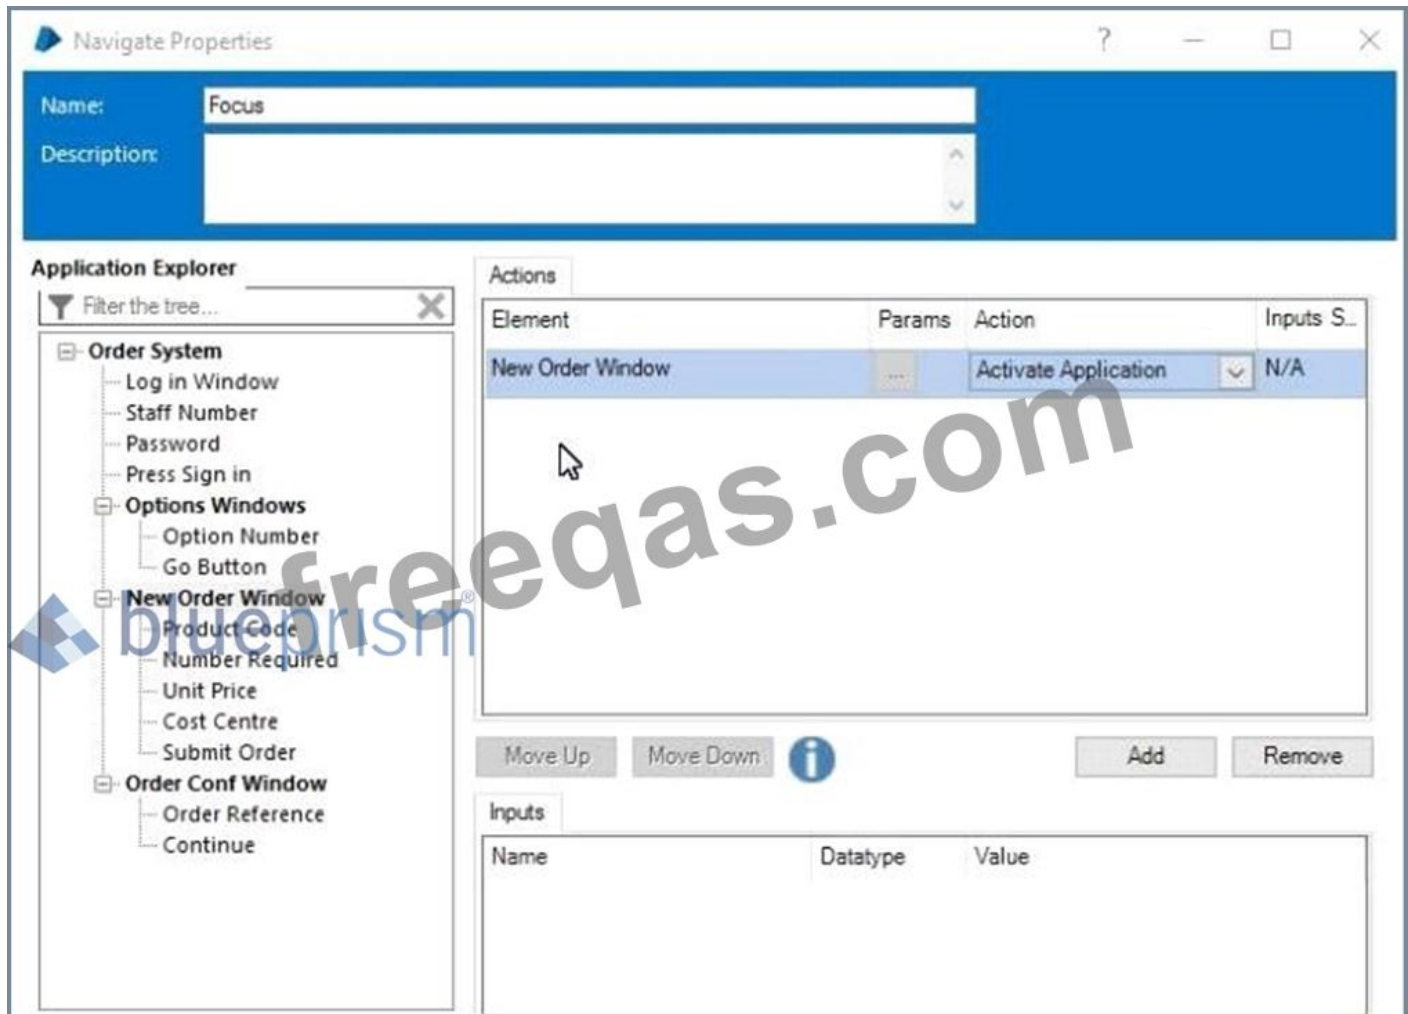 Navigate Properties
Name:
Focus
Description:
Application Explorer
Filter the tree...
Order System
Log in Window
Staff Number
Password
Press Sign in
Options Windows
Option Number
Go Button
New Order Window
Product Code
Number Required
Unit Price
Cost Centre
Submit Order
Order Conf Window
Order Reference
Continue
Actions
Element Params Action Inputs S...
New Order Window ... Activate Application N/A
Move Up Move Down i Add Remove
Inputs
Name Datatype Value
freeqas.com
blueprism®